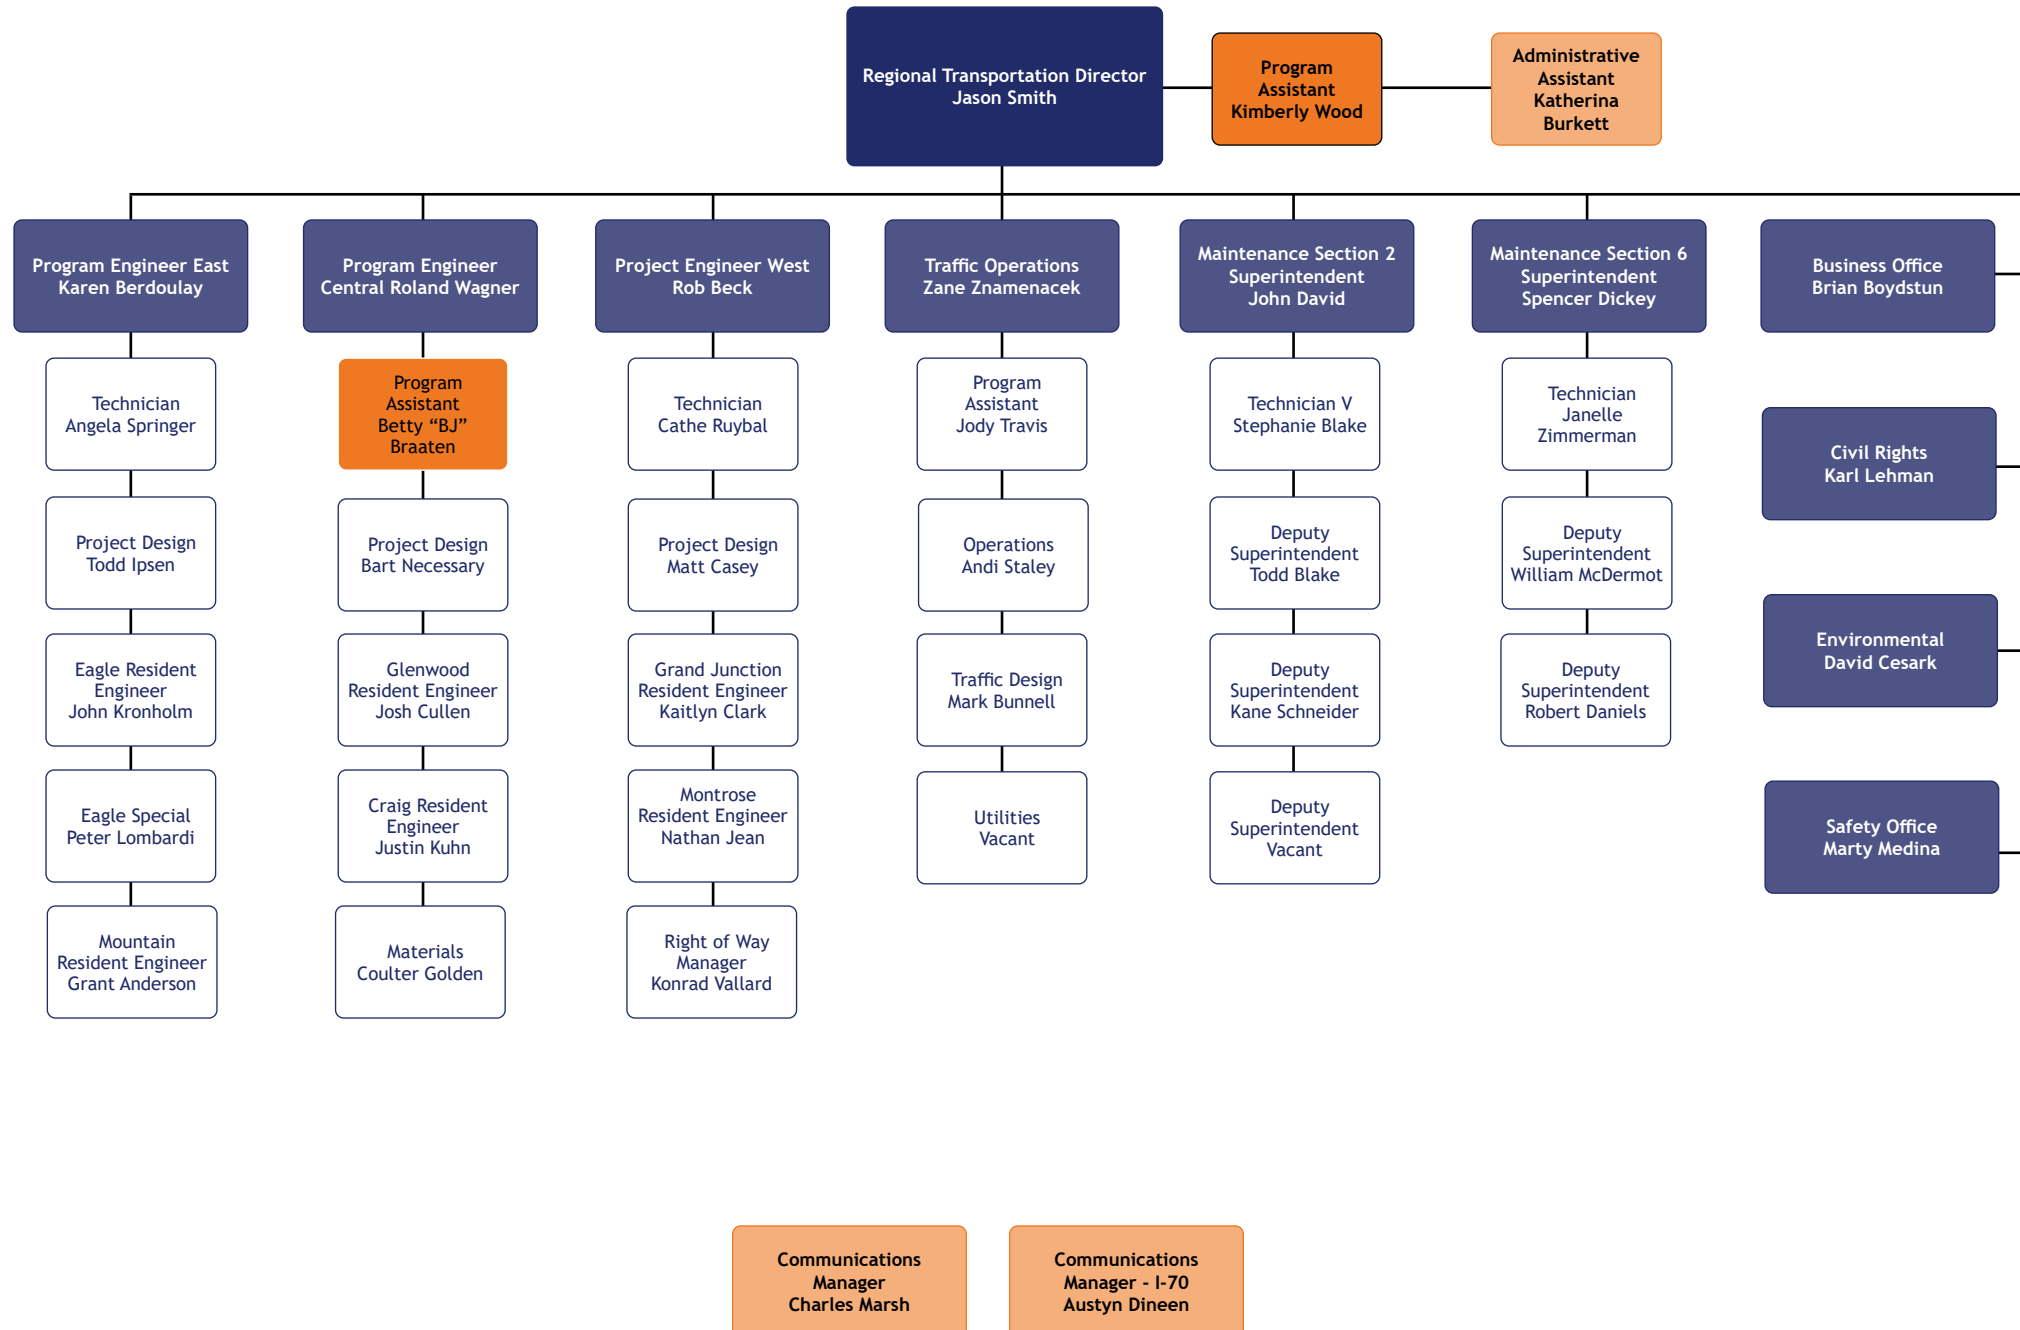 Regional Transportation Director
Jason Smith
Program
Assistant
Kimberly Wood
Administrative
Assistant
Katherina
Burkett
Program Engineer East
Karen Berdoulay
Technician
Angela Springer
Project Design
Todd Ipsen
Eagle Resident
Engineer
John Kronholm
Eagle Special
Peter Lombardi
Mountain
Resident Engineer
Grant Anderson
Program Engineer
Central Roland Wagner
Program
Assistant
Betty “BJ”
Braaten
Project Design
Bart Necessary
Glenwood
Resident Engineer
Josh Cullen
Craig Resident
Engineer
Justin Kuhn
Materials
Coulter Golden
Project Engineer West
Rob Beck
Technician
Cathe Ruybal
Project Design
Matt Casey
Grand Junction
Resident Engineer
Kaitlyn Clark
Montrose
Resident Engineer
Nathan Jean
Right of Way
Manager
Konrad Vallard
Traffic Operations
Zane Znamenacek
Program
Assistant
Jody Travis
Operations
Andi Staley
Traffic Design
Mark Bunnell
Utilities
Vacant
Maintenance Section 2
Superintendent
John David
Technician V
Stephanie Blake
Deputy
Superintendent
Todd Blake
Deputy
Superintendent
Kane Schneider
Deputy
Superintendent
Vacant
Maintenance Section 6
Superintendent
Spencer Dickey
Technician
Janelle
Zimmerman
Deputy
Superintendent
William McDermot
Deputy
Superintendent
Robert Daniels
Business Office
Brian Boydstun
Civil Rights
Karl Lehman
Environmental
David Cesark
Safety Office
Marty Medina
Communications
Manager
Charles Marsh
Communications
Manager - I-70
Austyn Dineen